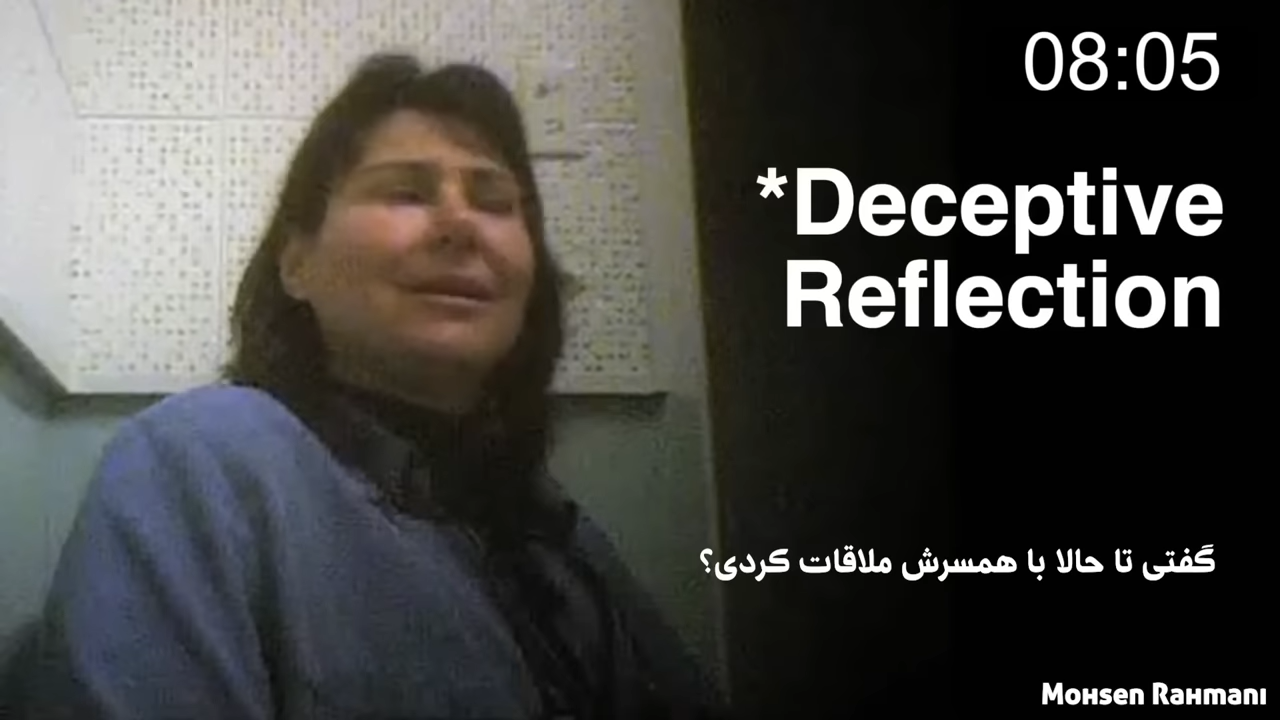 08:05
*Deceptive
Reflection
گفتی تا حالا با همسرش ملاقات کردی؟
Mohsen Rahmani